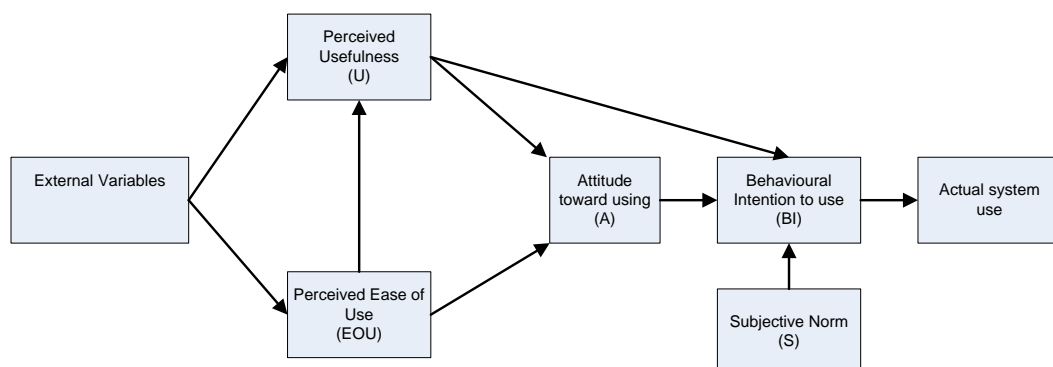 Perceived
Usefulness
(U)
External Variables
Attitude
toward using
(A)
Behavioural
Intention to use
(BI)
Actual system
use
Perceived Ease of
Use
(EOU)
Subjective Norm
(S)